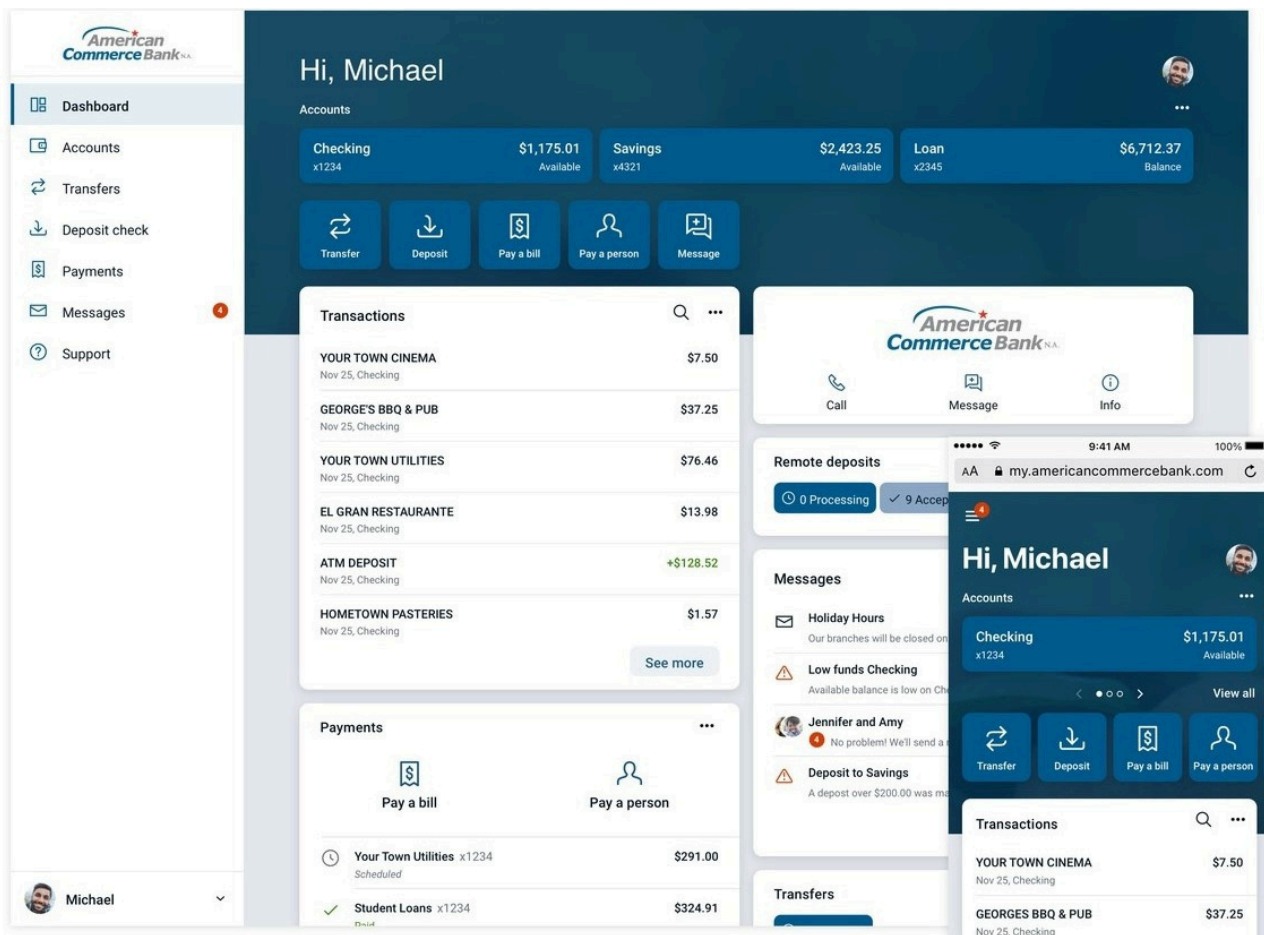 American
Commerce Bank N.A.
Dashboard
Accounts
Transfers
Deposit check
Payments
Messages 4
Support
Michael
Hi, Michael
Accounts
Checking $1,175.01
x1234 Available
Savings $2,423.25
x4321 Available
Loan $6,712.37
x2345 Balance
Transfer
Deposit
Pay a bill
Pay a person
Message
Transactions
YOUR TOWN CINEMA $7.50
Nov 25, Checking
GEORGE'S BBQ & PUB $37.25
Nov 25, Checking
YOUR TOWN UTILITIES $76.46
Nov 25, Checking
EL GRAN RESTAURANTE $13.98
Nov 25, Checking
ATM DEPOSIT +$128.52
Nov 25, Checking
HOMETOWN PASTERIES $1.57
Nov 25, Checking
See more
Payments
Pay a bill
Pay a person
Your Town Utilities x1234 $291.00
Scheduled
Student Loans x1234 $324.91
Paid
American
Commerce Bank N.A.
Call
Message
Info
Remote deposits
0 Processing
9 Accep
Messages
Holiday Hours
Our branches will be closed on
Low funds Checking
Available balance is low on Che
Jennifer and Amy
4 No problem! We'll send a
Deposit to Savings
A depost over $200.00 was ma
Transfers
9:41 AM 100%
AA my.americancommercebank.com
4
Hi, Michael
Accounts
Checking $1,175.01
x1234 Available
View all
Transfer
Deposit
Pay a bill
Pay a person
Transactions
YOUR TOWN CINEMA $7.50
Nov 25, Checking
GEORGES BBQ & PUB $37.25
Nov 25, Checking